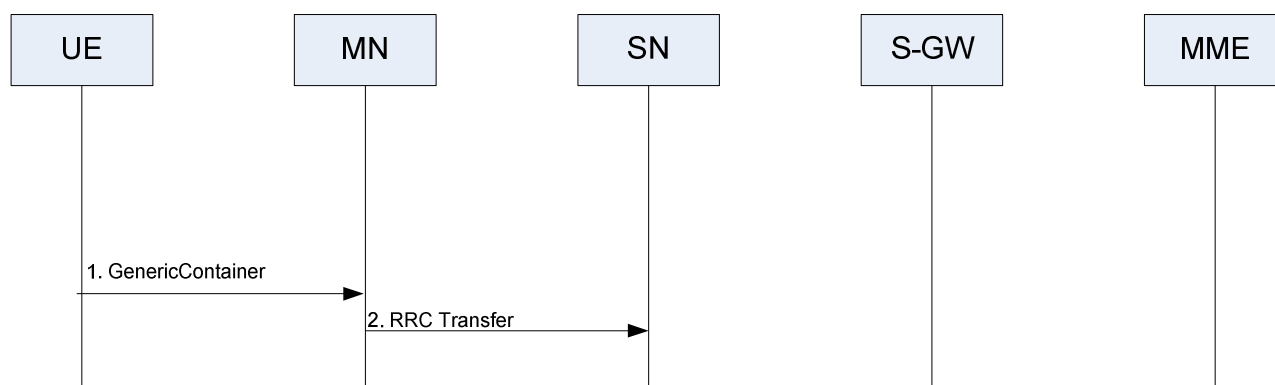 UE
MN
SN
S-GW
MME
1. GenericContainer
2. RRC Transfer